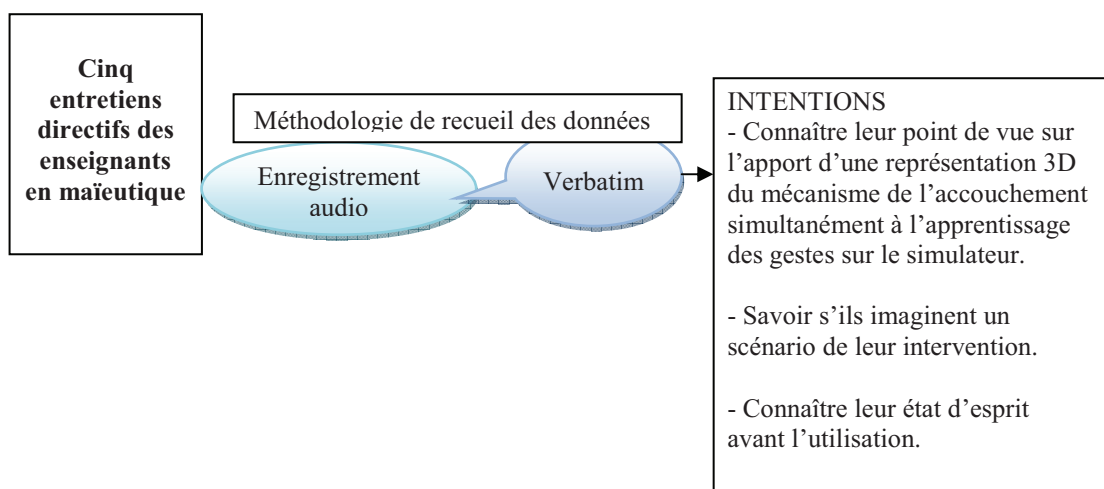 Cinq
entretiens
directifs des
enseignants
en maïeutique
Méthodologie de recueil des données
Enregistrement
audio
Verbatim
INTENTIONS
- Connaître leur point de vue sur
l’apport d’une représentation 3D
du mécanisme de l’accouchement
simultanément à l’apprentissage
des gestes sur le simulateur.
- Savoir s’ils imaginent un
scénario de leur intervention.
- Connaître leur état d’esprit
avant l’utilisation.